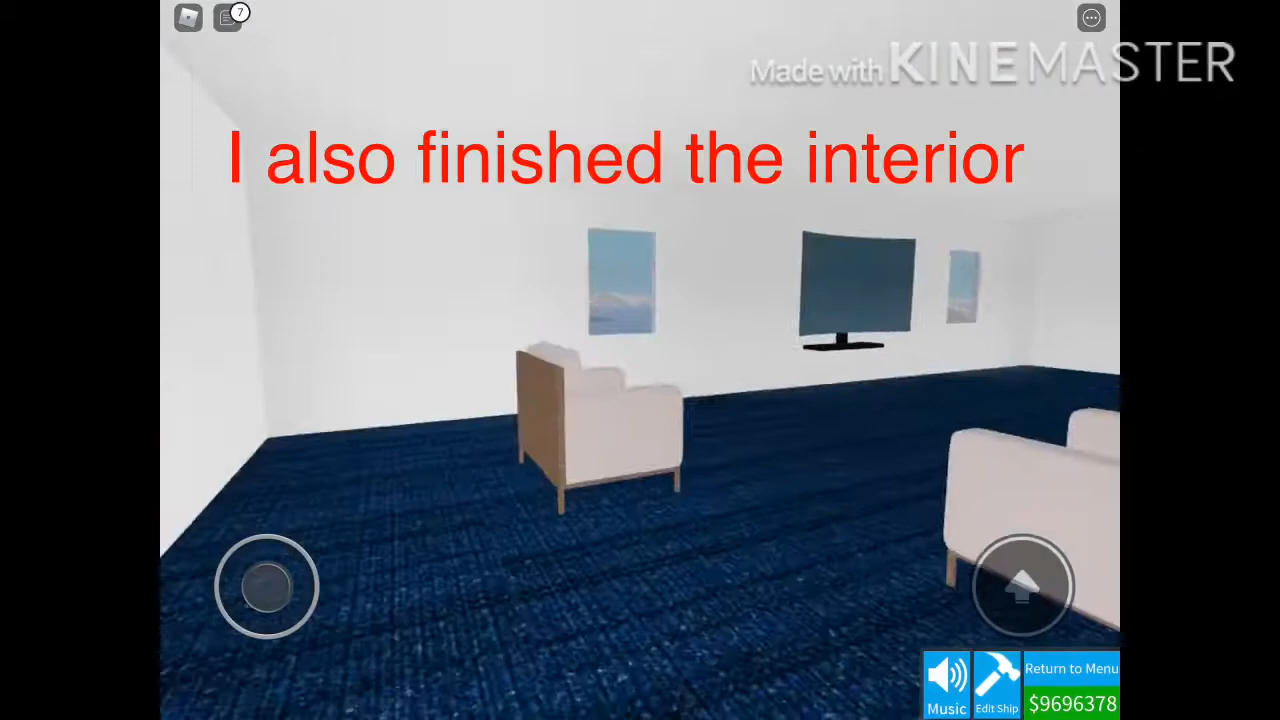 7
Made with KINEMASTER
I also finished the interior
Return to Menu
Music
Edit Ship
$9696378